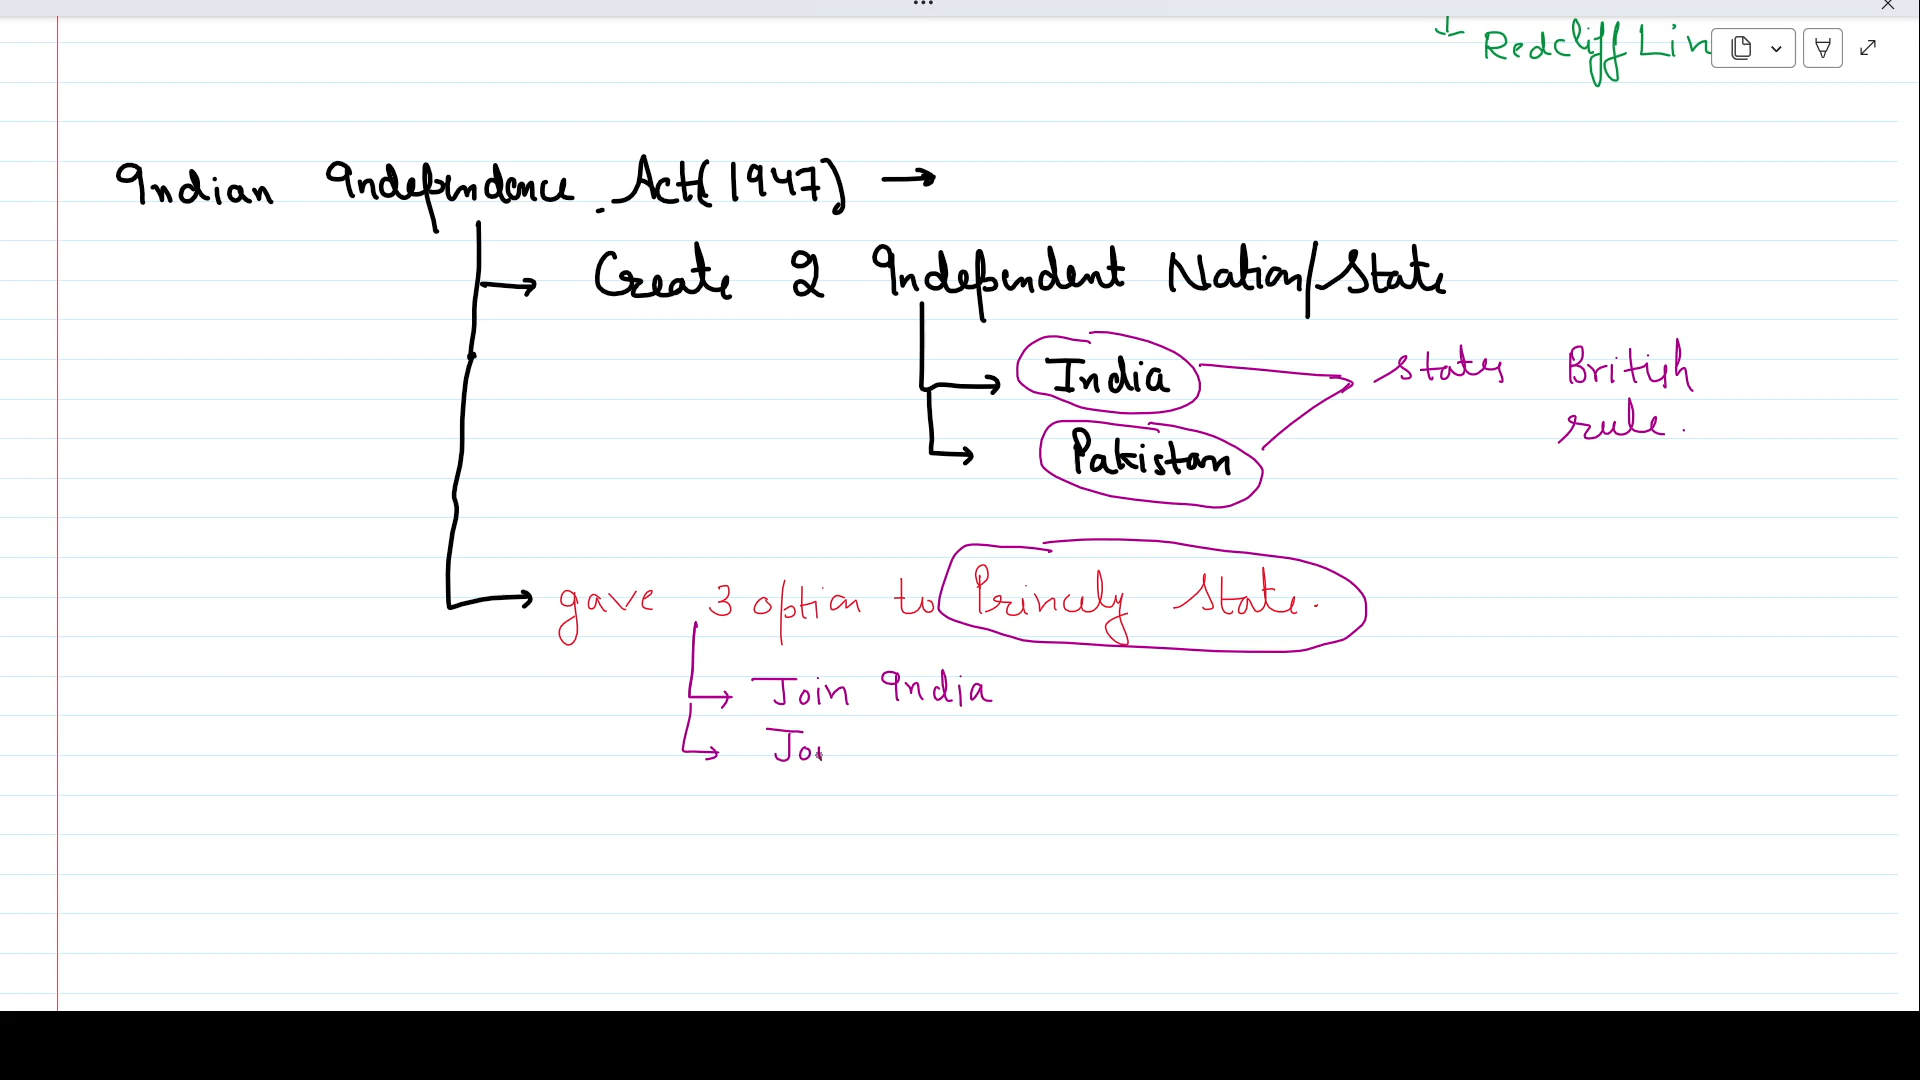 Redcliff Lin
Indian Independence Act (1947) →
→ Create 2 Independent Nation/State
→ India
states British rule.
→ Pakistan
→ gave 3 option to Princely State.
→ Join India
→ Joi